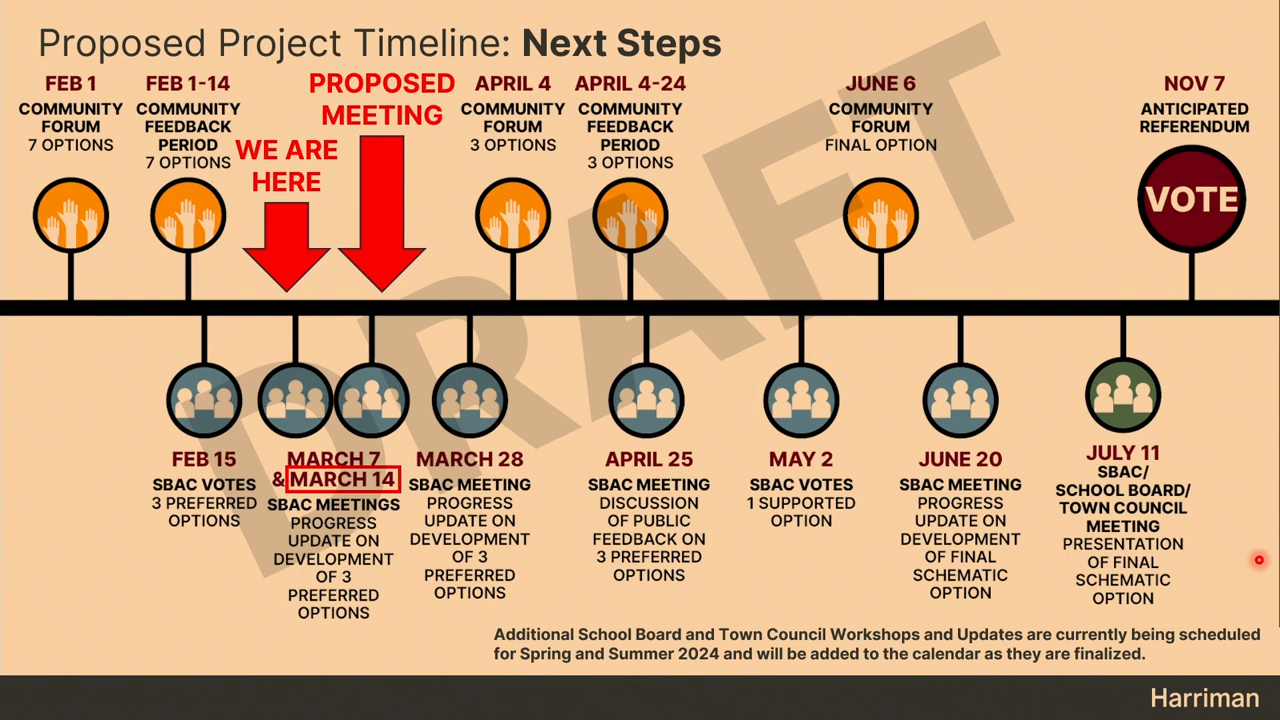 Proposed Project Timeline: Next Steps
FEB 1
COMMUNITY
FORUM
7 OPTIONS
FEB 1-14
COMMUNITY
FEEDBACK
PERIOD
7 OPTIONS
WE ARE
HERE
PROPOSED
MEETING
APRIL 4
COMMUNITY
FORUM
3 OPTIONS
APRIL 4-24
COMMUNITY
FEEDBACK
PERIOD
3 OPTIONS
JUNE 6
COMMUNITY
FORUM
FINAL OPTION
NOV 7
ANTICIPATED
REFERENDUM
VOTE
DRAFT
FEB 15
SBAC VOTES
3 PREFERRED
OPTIONS
MARCH 7
& MARCH 14
SBAC MEETINGS
PROGRESS
UPDATE ON
DEVELOPMENT
OF 3
PREFERRED
OPTIONS
MARCH 28
SBAC MEETING
PROGRESS
UPDATE ON
DEVELOPMENT
OF 3
PREFERRED
OPTIONS
APRIL 25
SBAC MEETING
DISCUSSION
OF PUBLIC
FEEDBACK ON
3 PREFERRED
OPTIONS
MAY 2
SBAC VOTES
1 SUPPORTED
OPTION
JUNE 20
SBAC MEETING
PROGRESS
UPDATE ON
DEVELOPMENT
OF FINAL
SCHEMATIC
OPTION
JULY 11
SBAC/
SCHOOL BOARD/
TOWN COUNCIL
MEETING
PRESENTATION
OF FINAL
SCHEMATIC
OPTION
Additional School Board and Town Council Workshops and Updates are currently being scheduled
for Spring and Summer 2024 and will be added to the calendar as they are finalized.
Harriman